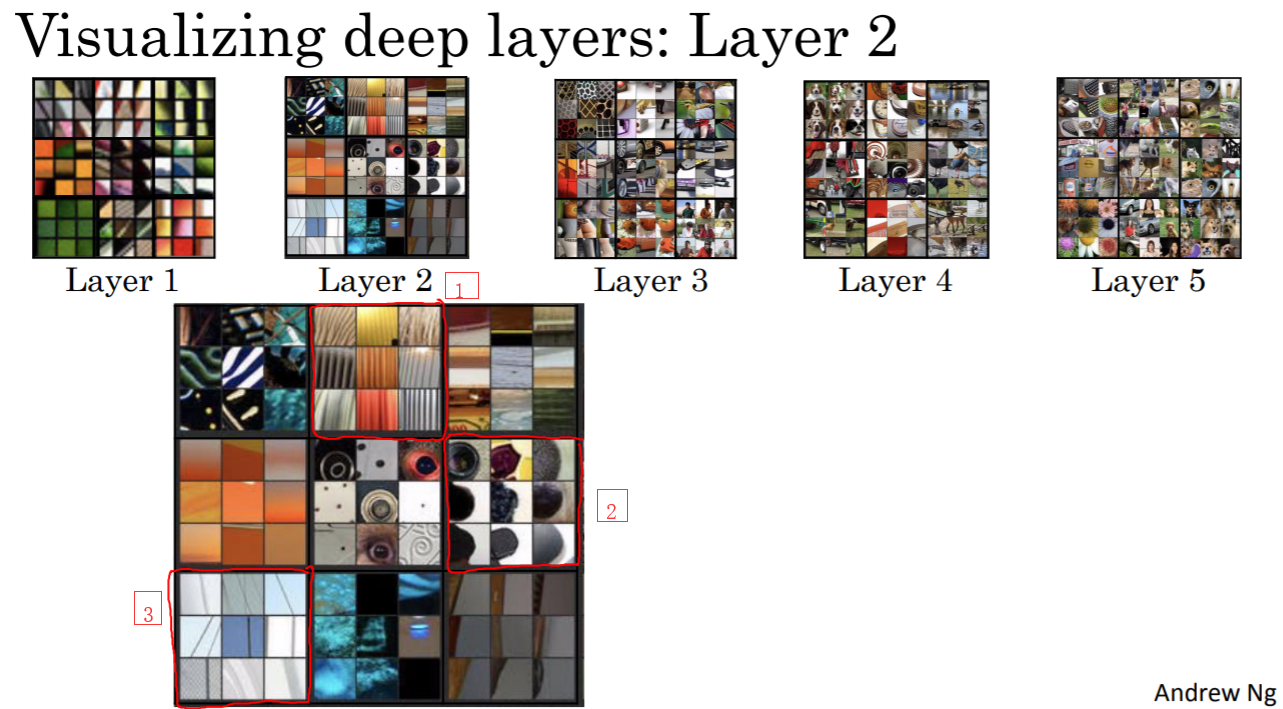 Visualizing deep layers: Layer 2
Layer 1
Layer 2
Layer 3
Layer 4
Layer 5
1
2
3
Andrew Ng